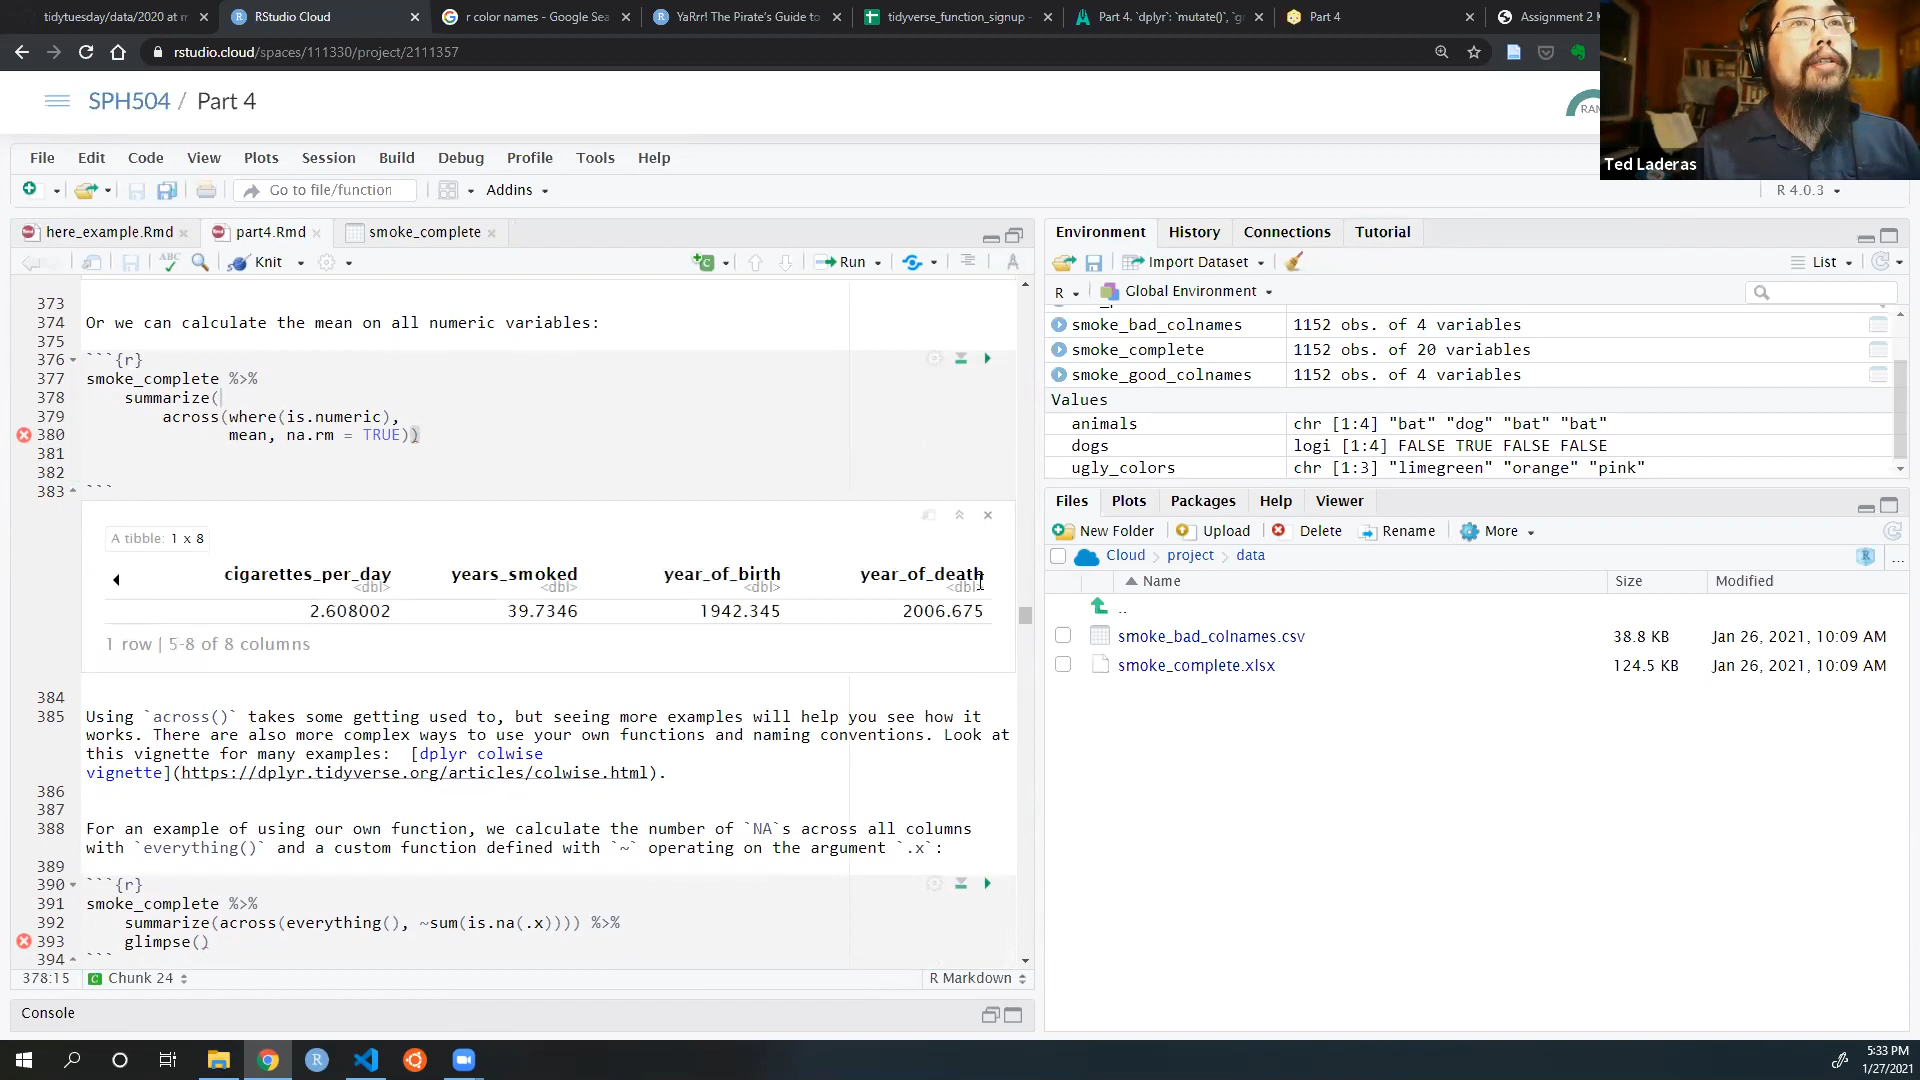 tidytuesday/data/2020 at m
RStudio Cloud
r color names - Google Sea
YaRrr! The Pirate's Guide to
tidyverse_function_signup -
Part 4. `dplyr`: `mutate()`, `g
Part 4
Assignment 2 K
rstudio.cloud/spaces/111330/project/2111357
SPH504 / Part 4
RAM
Ted Laderas
File Edit Code View Plots Session Build Debug Profile Tools Help
Go to file/function
Addins
R 4.0.3
here_example.Rmd
part4.Rmd
smoke_complete
ABC
Knit
Run
373
374 Or we can calculate the mean on all numeric variables:
375
376 ```{r}
377 smoke_complete %>%
378 summarize(
379 across(where(is.numeric),
380 mean, na.rm = TRUE))
381
382
383 ```
A tibble: 1 x 8
cigarettes_per_day years_smoked year_of_birth year_of_death
<dbl> <dbl> <dbl> <dbl>
2.608002 39.7346 1942.345 2006.675
1 row | 5-8 of 8 columns
384
385 Using `across()` takes some getting used to, but seeing more examples will help you see how it
works. There are also more complex ways to use your own functions and naming conventions. Look at
this vignette for many examples: [dplyr colwise
vignette](https://dplyr.tidyverse.org/articles/colwise.html).
386
387
388 For an example of using our own function, we calculate the number of `NA`s across all columns
with `everything()` and a custom function defined with `~` operating on the argument `.x`:
389
390 ```{r}
391 smoke_complete %>%
392 summarize(across(everything(), ~sum(is.na(.x)))) %>%
393 glimpse()
394 ```
378:15 Chunk 24 R Markdown
Console
Environment History Connections Tutorial
Import Dataset List
R Global Environment
smoke_bad_colnames 1152 obs. of 4 variables
smoke_complete 1152 obs. of 20 variables
smoke_good_colnames 1152 obs. of 4 variables
Values
animals chr [1:4] "bat" "dog" "bat" "bat"
dogs logi [1:4] FALSE TRUE FALSE FALSE
ugly_colors chr [1:3] "limegreen" "orange" "pink"
Files Plots Packages Help Viewer
New Folder Upload Delete Rename More
Cloud project data
Name Size Modified
..
smoke_bad_colnames.csv 38.8 KB Jan 26, 2021, 10:09 AM
smoke_complete.xlsx 124.5 KB Jan 26, 2021, 10:09 AM
5:33 PM
1/27/2021